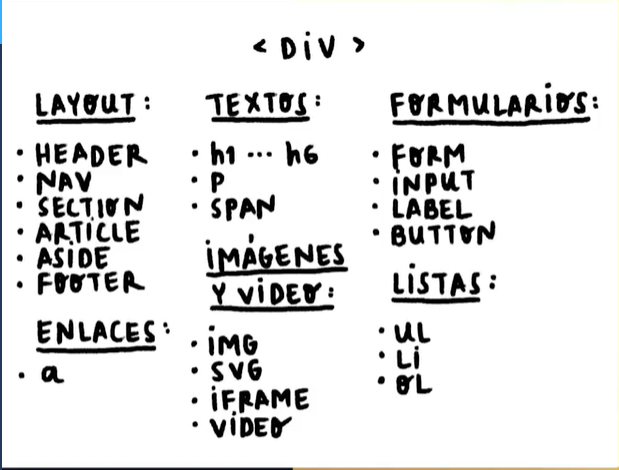 < DiV >
LAYOUT:
• HEADER
• NAV
• SECTION
• ARTiCLE
• ASiDE
• FOOTER
ENLACES:
• a
TEXTOS:
• h1 ... h6
• P
• SPAN
iMÁGENES
Y ViDEO:
• iMG
• SVG
• iFRAME
• ViDEO
FORMULARiOS:
• FORM
• iNPUT
• LABEL
• BUTTON
LiSTAS:
• UL
• Li
• OL